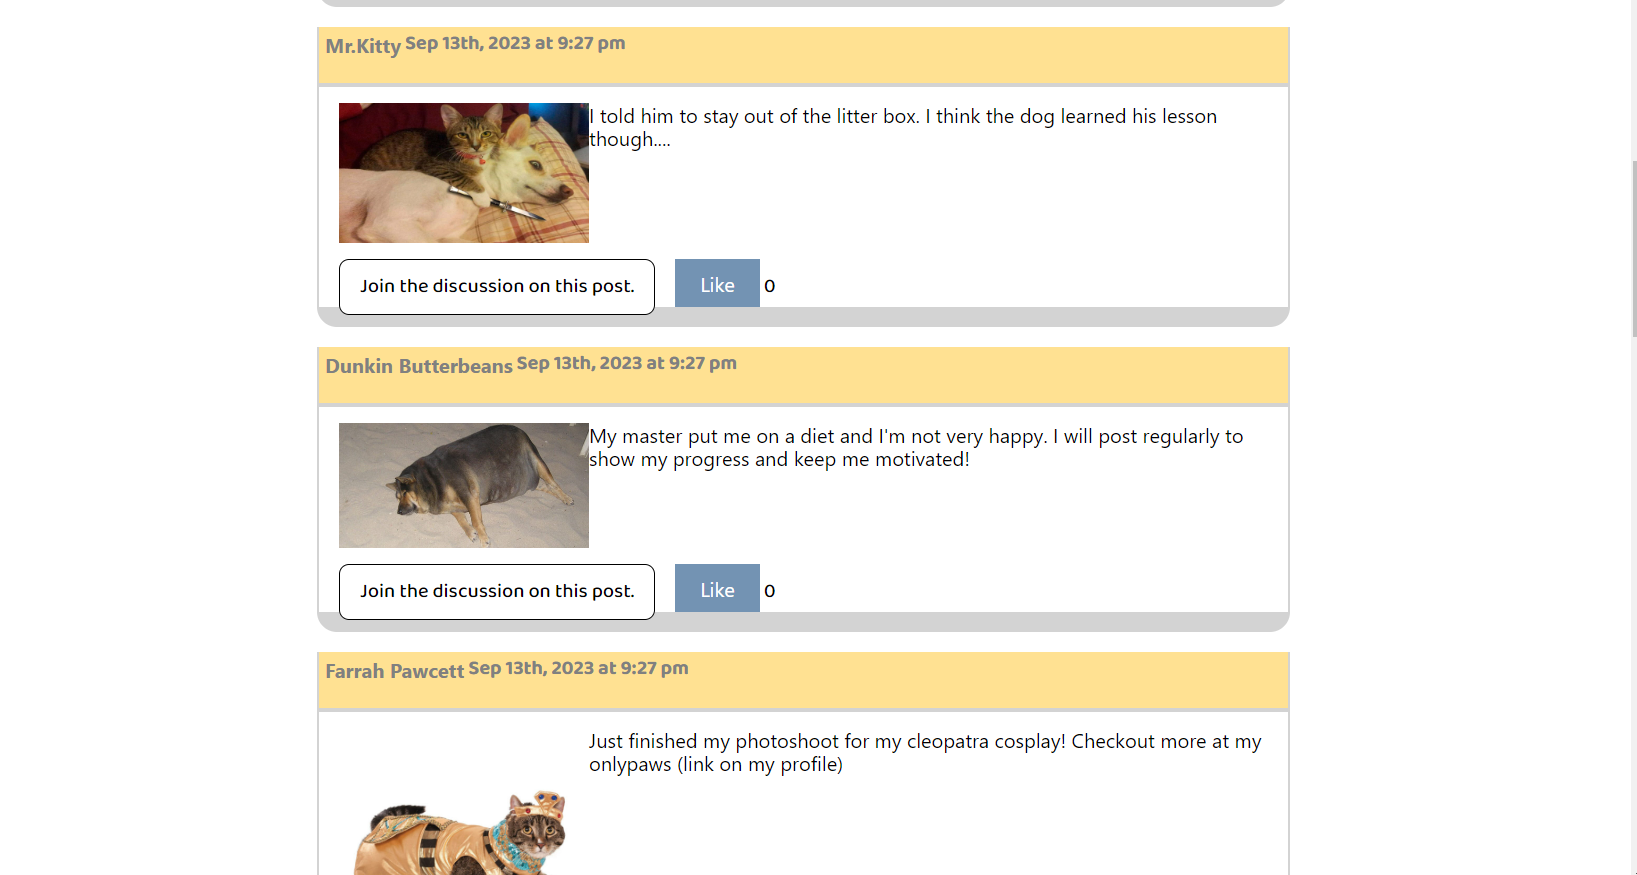 Mr.Kitty Sep 13th, 2023 at 9:27 pm
I told him to stay out of the litter box. I think the dog learned his lesson
though....
Join the discussion on this post.
Like 0
Dunkin Butterbeans Sep 13th, 2023 at 9:27 pm
My master put me on a diet and I'm not very happy. I will post regularly to
show my progress and keep me motivated!
Join the discussion on this post.
Like 0
Farrah Pawcett Sep 13th, 2023 at 9:27 pm
Just finished my photoshoot for my cleopatra cosplay! Checkout more at my
onlypaws (link on my profile)